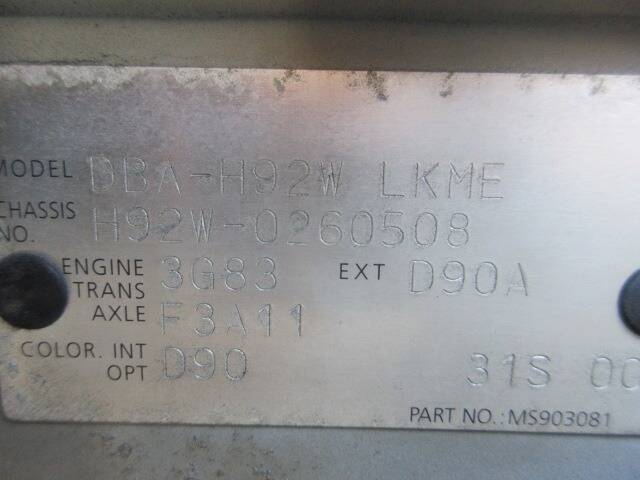 MODEL DBA-H92W LKME
CHASSIS NO. H92W-0260508
ENGINE 3G83 EXT D90A
TRANS AXLE F3A11
COLOR. INT D90
OPT 31S 00
PART NO.: MS903081